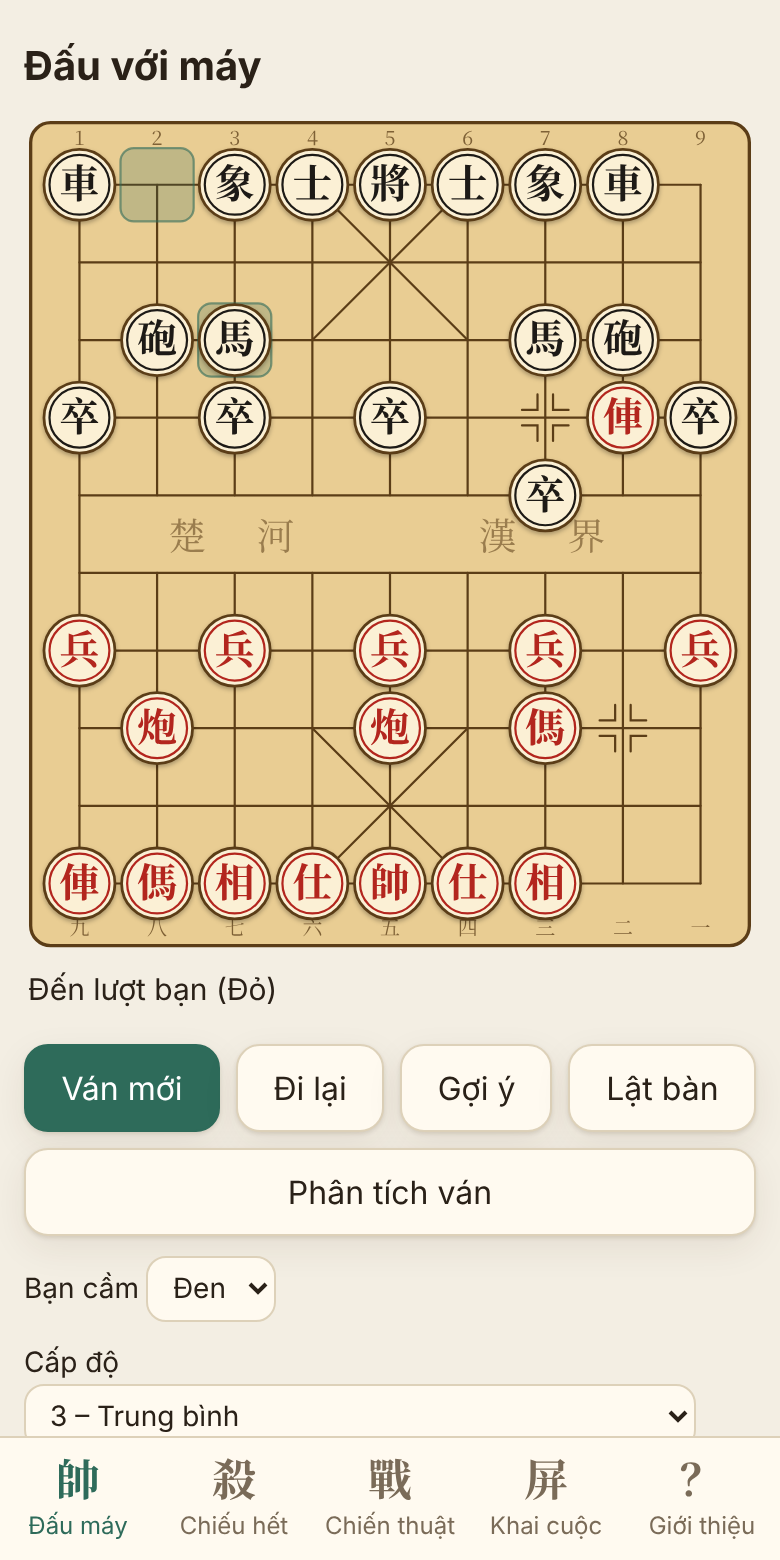 Đấu với máy
1 2 3 4 5 6 7 8 9
車 象 士 將 士 象 車
砲 馬 馬 砲
卒 卒 卒 俥 卒
卒
楚 河 漢 界
兵 兵 兵 兵 兵
炮 炮 傌
俥 傌 相 仕 帥 仕 相
九 八 七 六 五 四 三 二 一
Đến lượt bạn (Đỏ)
Ván mới Đi lại Gợi ý Lật bàn
Phân tích ván
Bạn cầm Đen
Cấp độ
3 – Trung bình
帥 殺 戰 屏 ?
Đấu máy Chiếu hết Chiến thuật Khai cuộc Giới thiệu